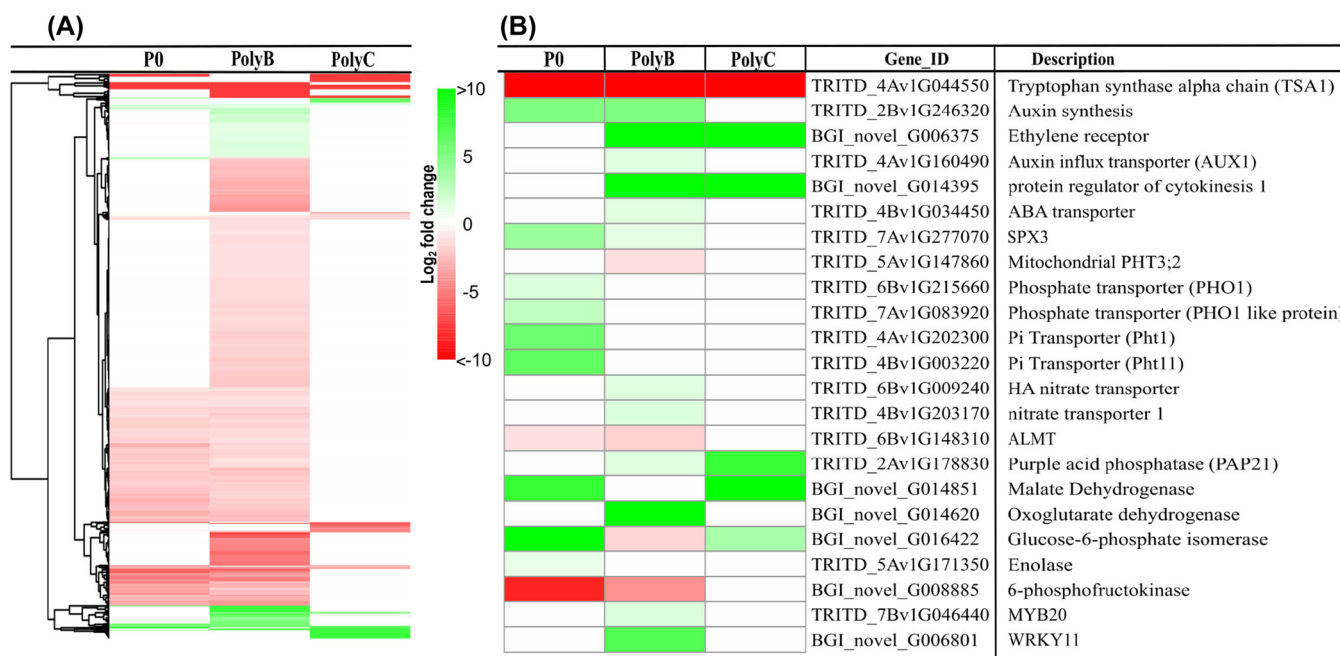 (A)
P0 PolyB PolyC
>10
5
0
-5
<-10
Log2 fold change
(B)
P0 PolyB PolyC Gene_ID Description
TRITD_4Av1G044550 Tryptophan synthase alpha chain (TSA1)
TRITD_2Bv1G246320 Auxin synthesis
BGI_novel_G006375 Ethylene receptor
TRITD_4Av1G160490 Auxin influx transporter (AUX1)
BGI_novel_G014395 protein regulator of cytokinesis 1
TRITD_4Bv1G034450 ABA transporter
TRITD_7Av1G277070 SPX3
TRITD_5Av1G147860 Mitochondrial PHT3;2
TRITD_6Bv1G215660 Phosphate transporter (PHO1)
TRITD_7Av1G083920 Phosphate transporter (PHO1 like protein)
TRITD_4Av1G202300 Pi Transporter (Pht1)
TRITD_4Bv1G003220 Pi Transporter (Pht11)
TRITD_6Bv1G009240 HA nitrate transporter
TRITD_4Bv1G203170 nitrate transporter 1
TRITD_6Bv1G148310 ALMT
TRITD_2Av1G178830 Purple acid phosphatase (PAP21)
BGI_novel_G014851 Malate Dehydrogenase
BGI_novel_G014620 Oxoglutarate dehydrogenase
BGI_novel_G016422 Glucose-6-phosphate isomerase
TRITD_5Av1G171350 Enolase
BGI_novel_G008885 6-phosphofructokinase
TRITD_7Bv1G046440 MYB20
BGI_novel_G006801 WRKY11